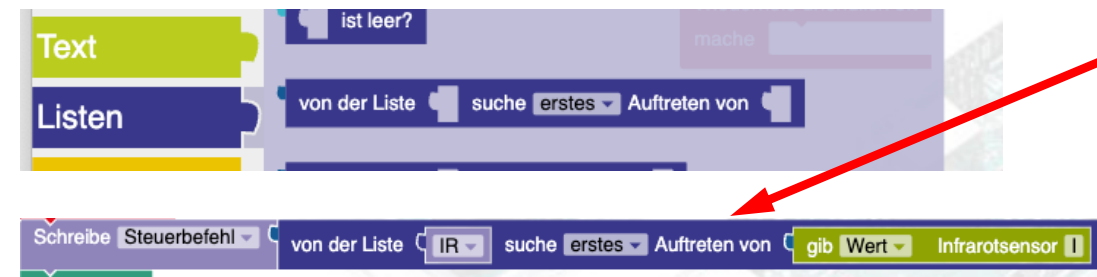 ist leer?
Text
mache
von der Liste suche erstes Auftreten von
Listen
Schreibe Steuerbefehl von der Liste IR suche erstes Auftreten von gib Wert Infrarotsensor I